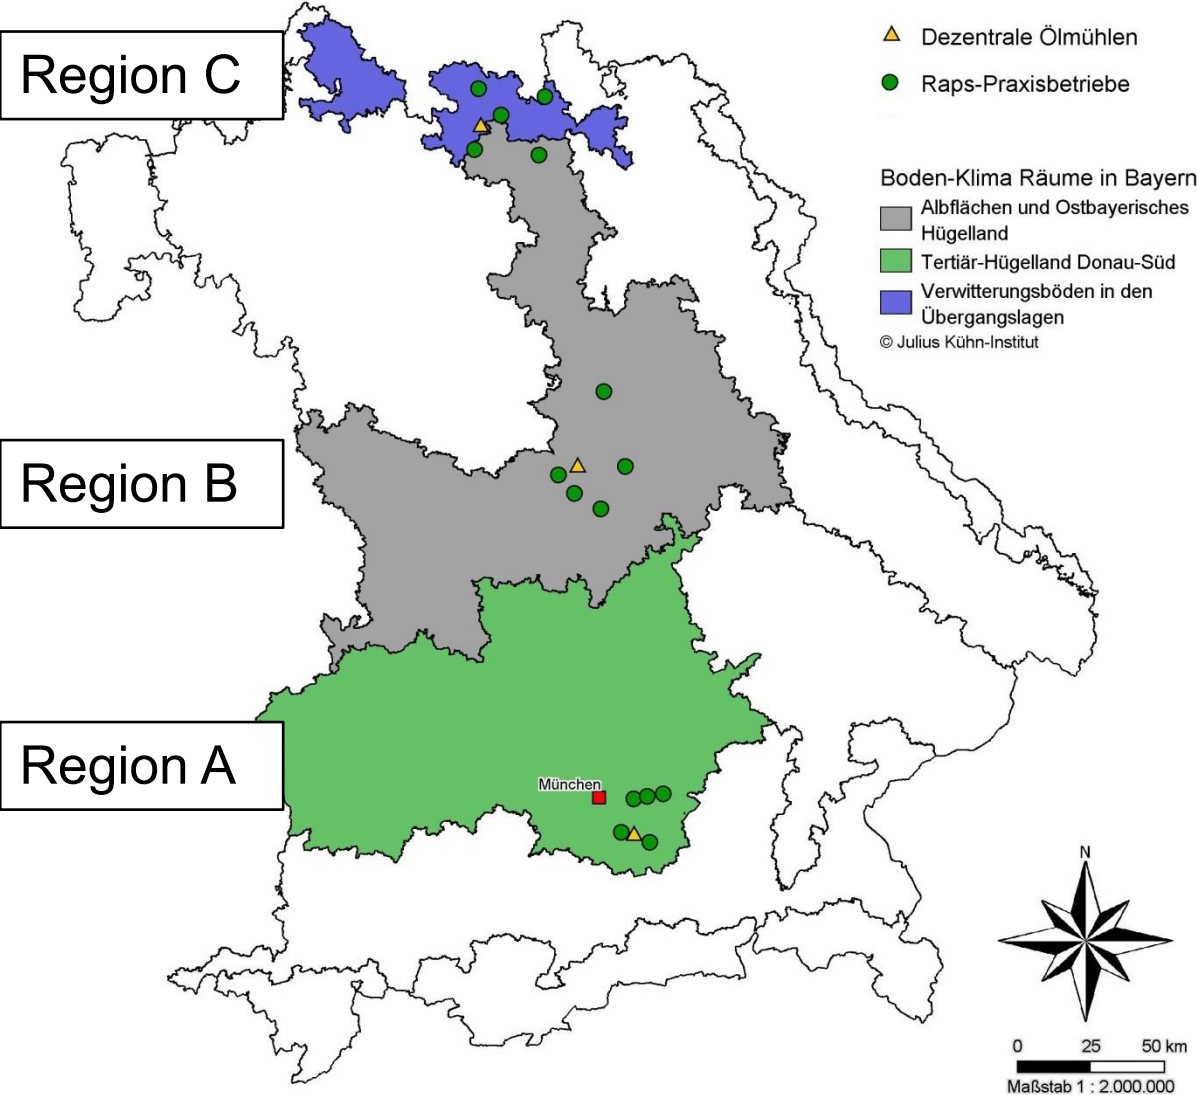 Region C
Dezentrale Ölmühlen
Raps-Praxisbetriebe
Boden-Klima Räume in Bayern
Albflächen und Ostbayerisches
Hügelland
Tertiär-Hügelland Donau-Süd
Verwitterungsböden in den
Übergangslagen
© Julius Kühn-Institut
Region B
Region A
München
N
0 25 50 km
Maßstab 1 : 2.000.000